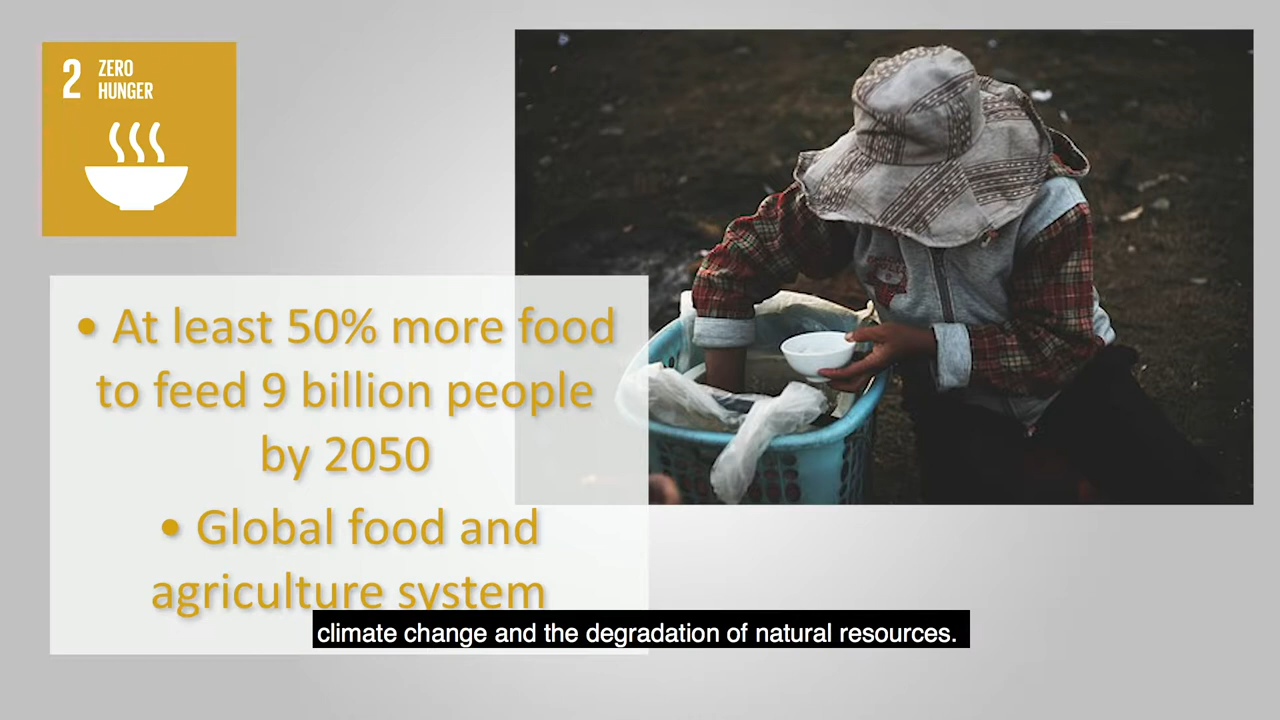 2 ZERO
HUNGER
• At least 50% more food
to feed 9 billion people
by 2050
• Global food and
agriculture system
climate change and the degradation of natural resources.